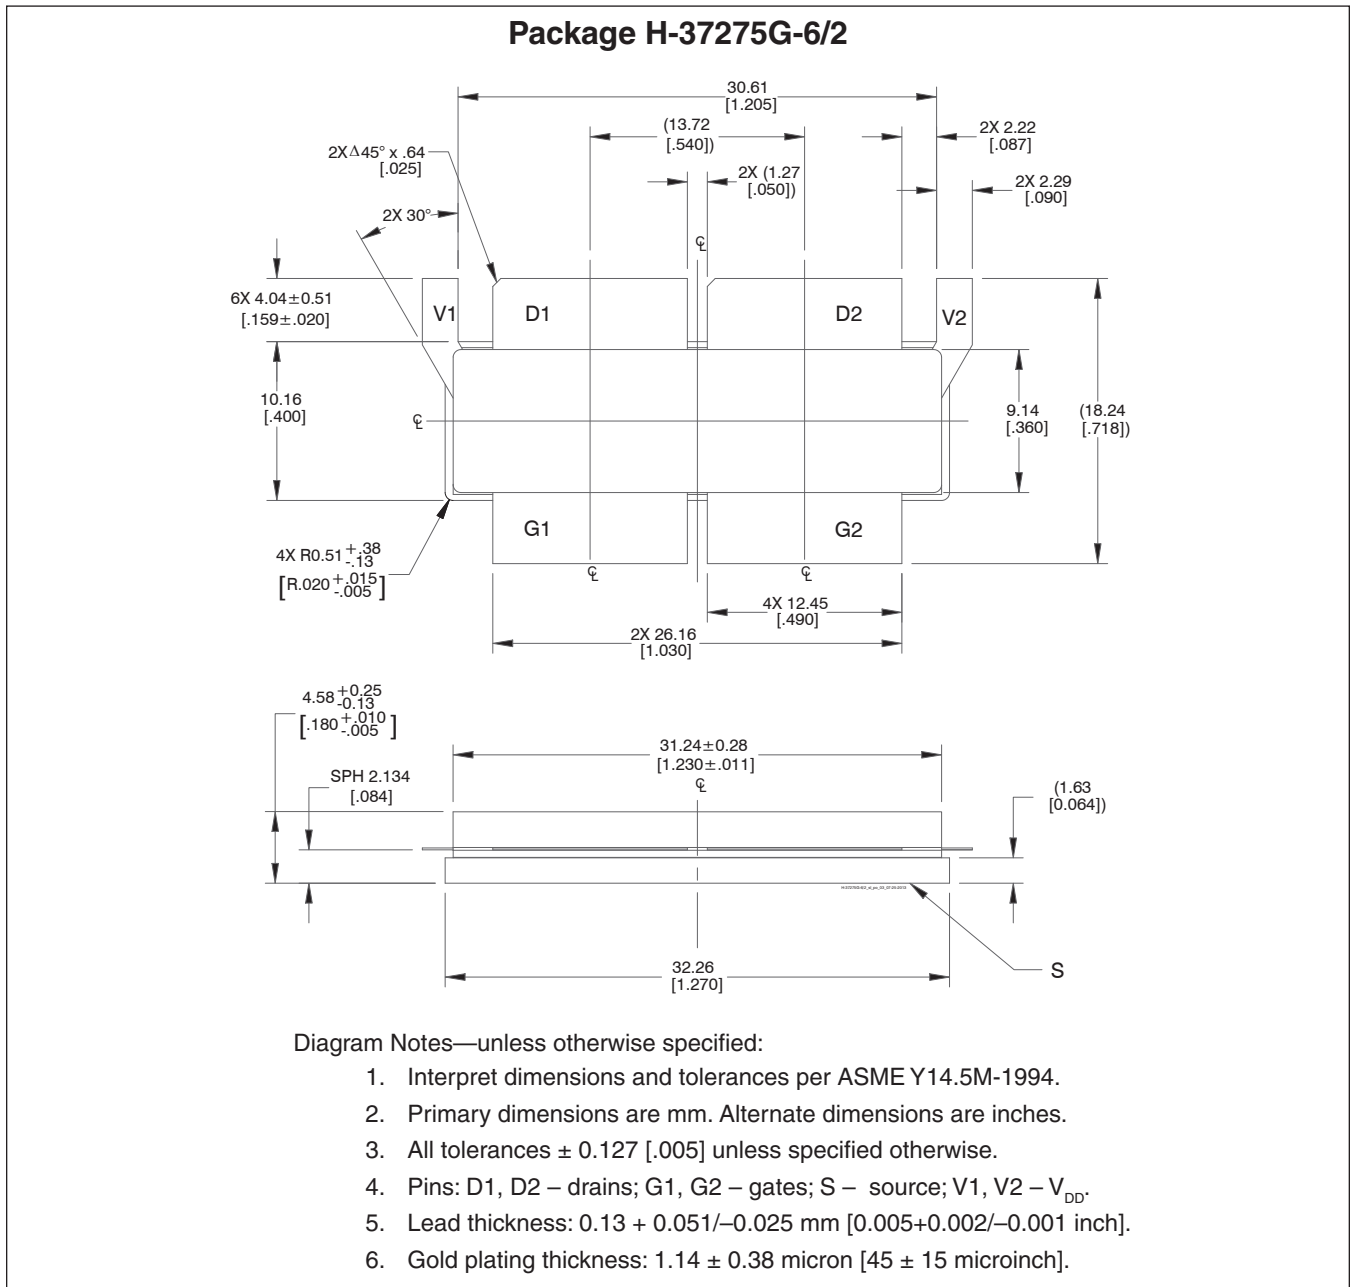 Package H-37275G-6/2
30.61
[1.205]
(13.72
[.540])
2X 2.22
[.087]
2XΔ45° x .64
[.025]
2X (1.27
[.050])
2X 2.29
[.090]
2X 30°
℄
6X 4.04±0.51
[.159±.020]
V1
D1
D2
V2
10.16
[.400]
℄
9.14
[.360]
(18.24
[.718])
G1
G2
4X R0.51 +.38
-.13
[R.020 +.015
-.005]
℄
℄
4X 12.45
[.490]
2X 26.16
[1.030]
4.58 +0.25
-0.13
[.180 +.010
-.005]
31.24±0.28
[1.230±.011]
℄
SPH 2.134
[.084]
(1.63
[0.064])
32.26
[1.270]
S
Diagram Notes—unless otherwise specified:
1. Interpret dimensions and tolerances per ASME Y14.5M-1994.
2. Primary dimensions are mm. Alternate dimensions are inches.
3. All tolerances ± 0.127 [.005] unless specified otherwise.
4. Pins: D1, D2 – drains; G1, G2 – gates; S – source; V1, V2 – VDD.
5. Lead thickness: 0.13 + 0.051/–0.025 mm [0.005+0.002/–0.001 inch].
6. Gold plating thickness: 1.14 ± 0.38 micron [45 ± 15 microinch].